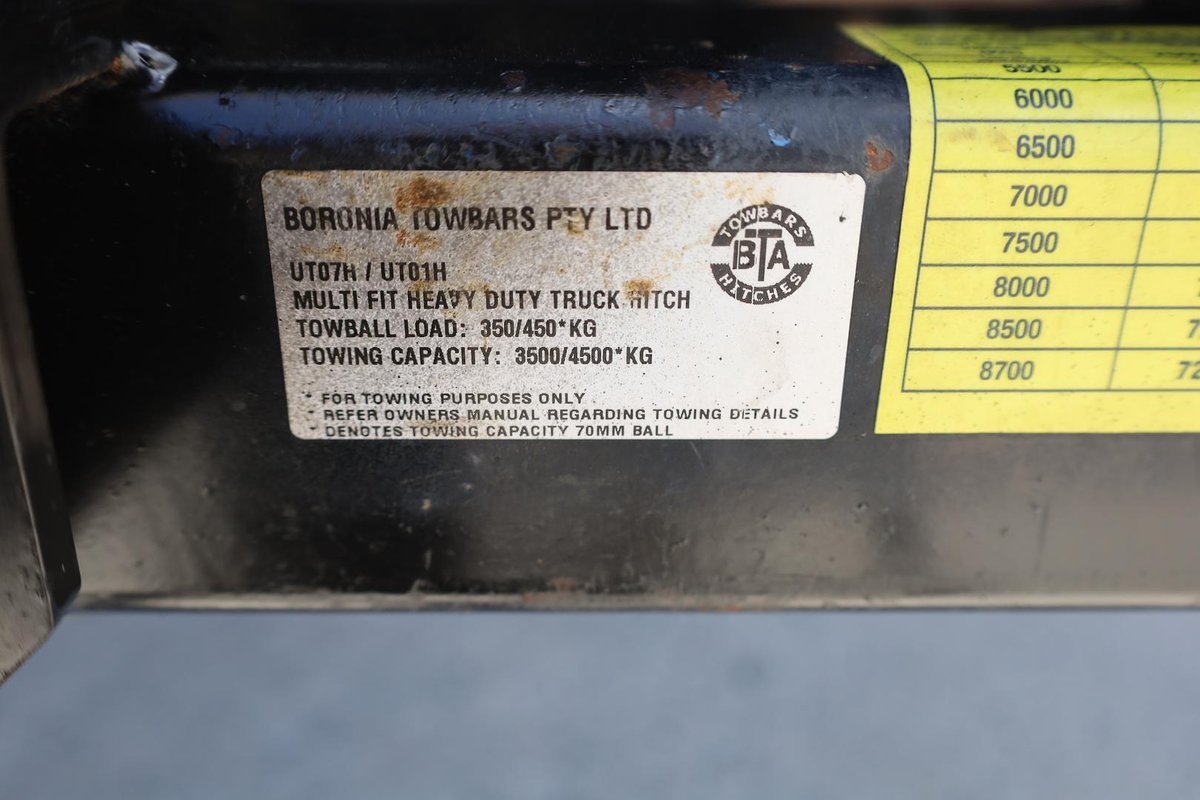 BORONIA TOWBARS PTY LTD
UT07H / UT01H
MULTI FIT HEAVY DUTY TRUCK HITCH
TOWBALL LOAD: 350/450*KG
TOWING CAPACITY: 3500/4500*KG
* FOR TOWING PURPOSES ONLY
* REFER OWNERS MANUAL REGARDING TOWING DETAILS
* DENOTES TOWING CAPACITY 70MM BALL
TOWBARS
BTA
HITCHES
5500
6000
6500
7000
7500
8000
8500 7
8700 72